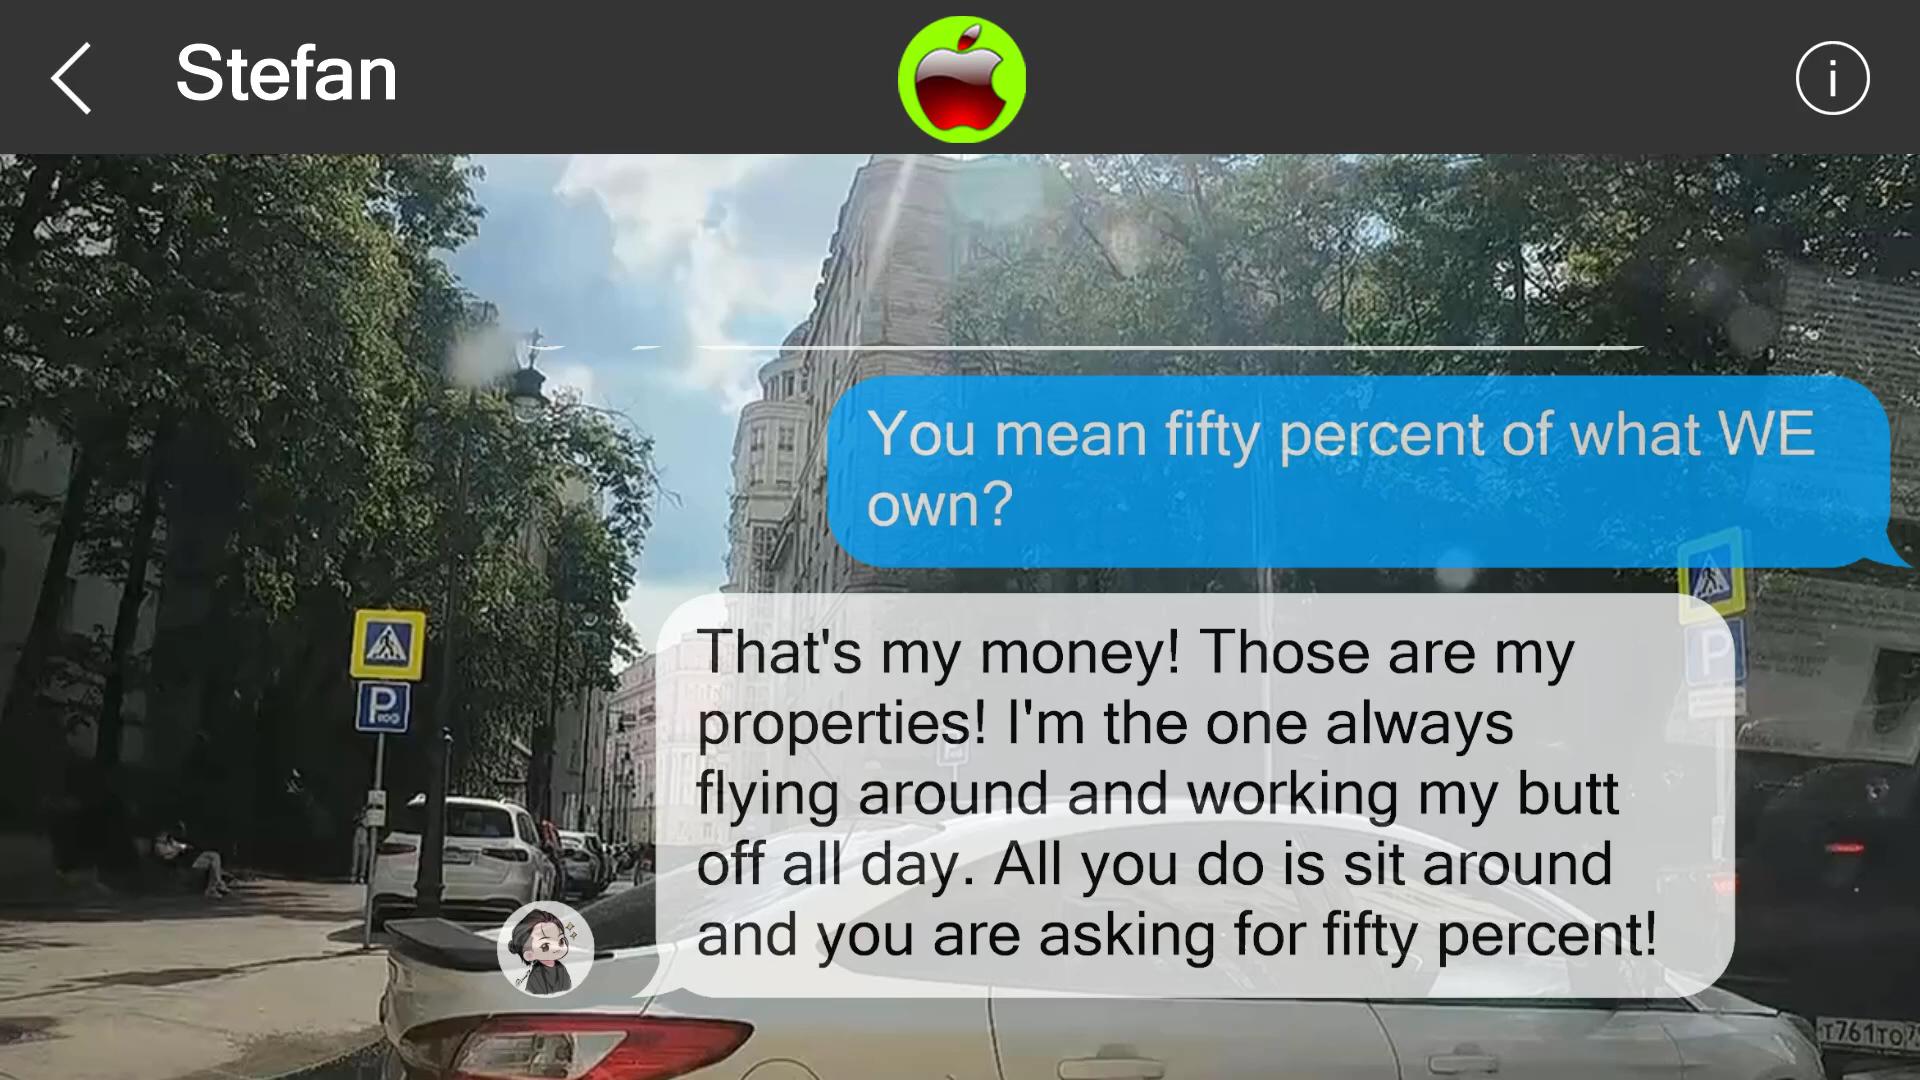 Stefan
i
You mean fifty percent of what WE
own?
That's my money! Those are my
properties! I'm the one always
flying around and working my butt
off all day. All you do is sit around
and you are asking for fifty percent!
P
P
т761то